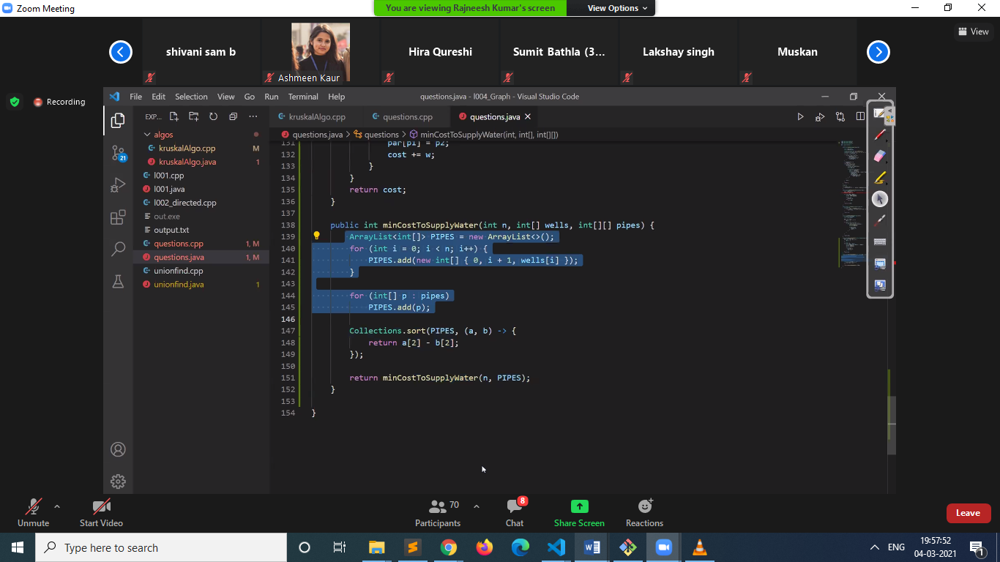 Zoom Meeting
You are viewing Rajneesh Kumar's screen
View Options
View
shivani sam b
Ashmeen Kaur
Hira Qureshi
Sumit Bathla (3...
Lakshay singh
Muskan
Recording
File Edit Selection View Go Run Terminal Help
questions.java - l004_Graph - Visual Studio Code
EXP...
kruskalAlgo.cpp
questions.cpp
questions.java
questions.java > questions > minCostToSupplyWater(int, int[], int[][])
algos
kruskalAlgo.cpp M
kruskalAlgo.java 1
l001.cpp
l001.java
l002_directed.cpp
out.exe
output.txt
questions.cpp 1, M
questions.java 1, M
unionfind.cpp
unionfind.java 1
21
131 par[p1] = p2;
132 cost += w;
133 }
134 }
135 return cost;
136 }
137
138 public int minCostToSupplyWater(int n, int[] wells, int[][] pipes) {
139 ArrayList<int[]> PIPES = new ArrayList<>();
140 for (int i = 0; i < n; i++) {
141 PIPES.add(new int[] { 0, i + 1, wells[i] });
142 }
143
144 for (int[] p : pipes)
145 PIPES.add(p);
146
147 Collections.sort(PIPES, (a, b) -> {
148 return a[2] - b[2];
149 });
150
151 return minCostToSupplyWater(n, PIPES);
152 }
153
154 }
Unmute
Start Video
Participants 70
Chat 8
Share Screen
Reactions
Leave
Type here to search
ENG
19:57:52
04-03-2021
1